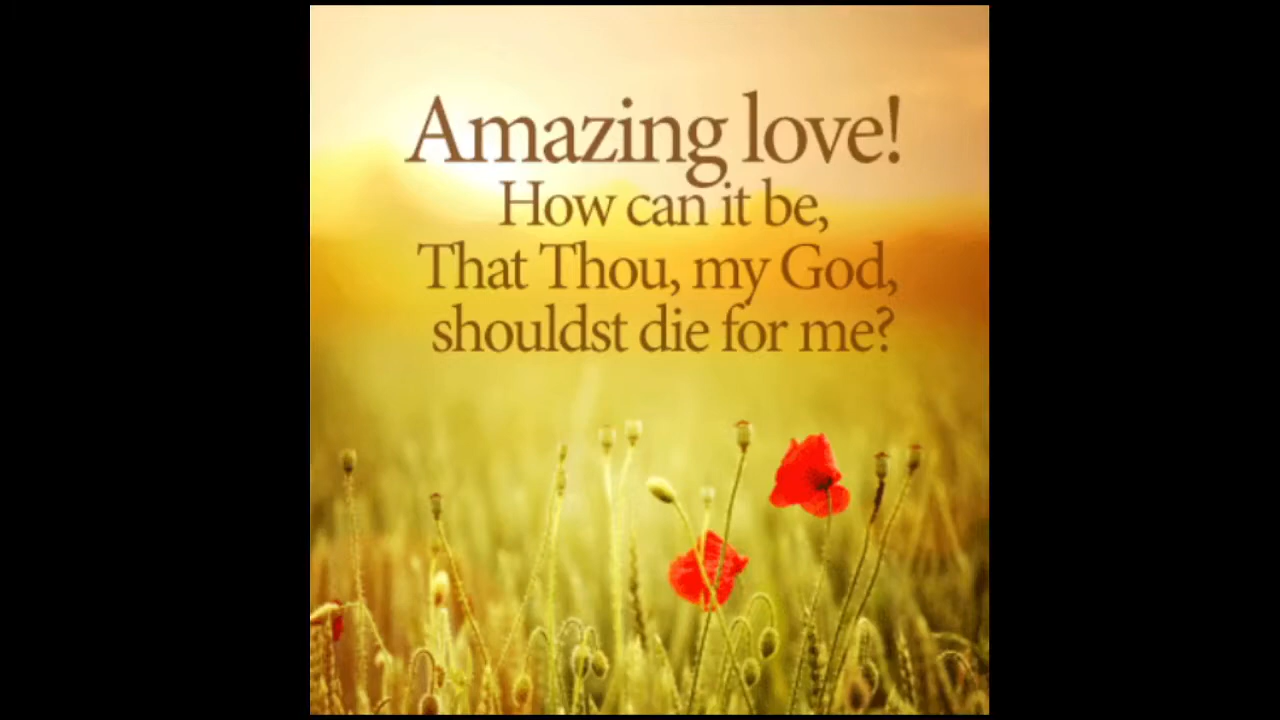 Amazing love!
How can it be,
That Thou, my God,
shouldst die for me?